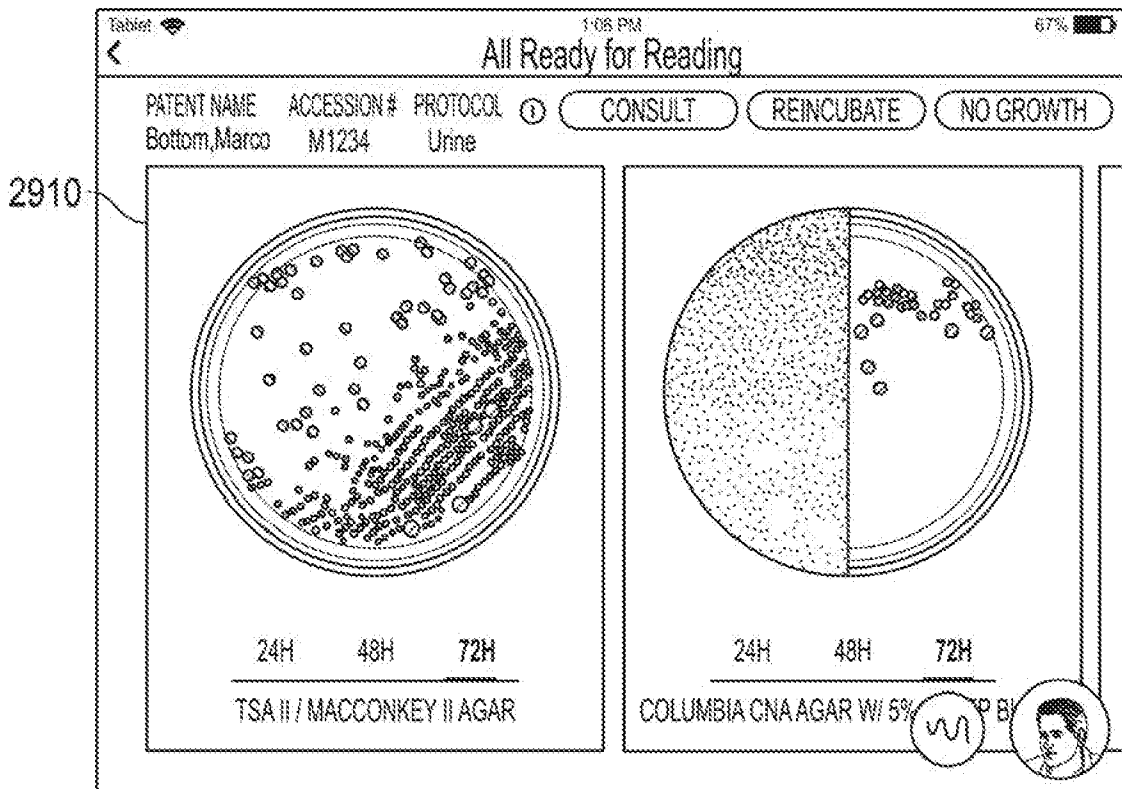 Tablet 1:06 PM 67%
All Ready for Reading
PATENT NAME ACCESSION # PROTOCOL CONSULT REINCUBATE NO GROWTH
Bottom,Marco M1234 Urine
2910
24H 48H 72H 24H 48H 72H
TSA II / MACCONKEY II AGAR COLUMBIA CNA AGAR W/ 5%